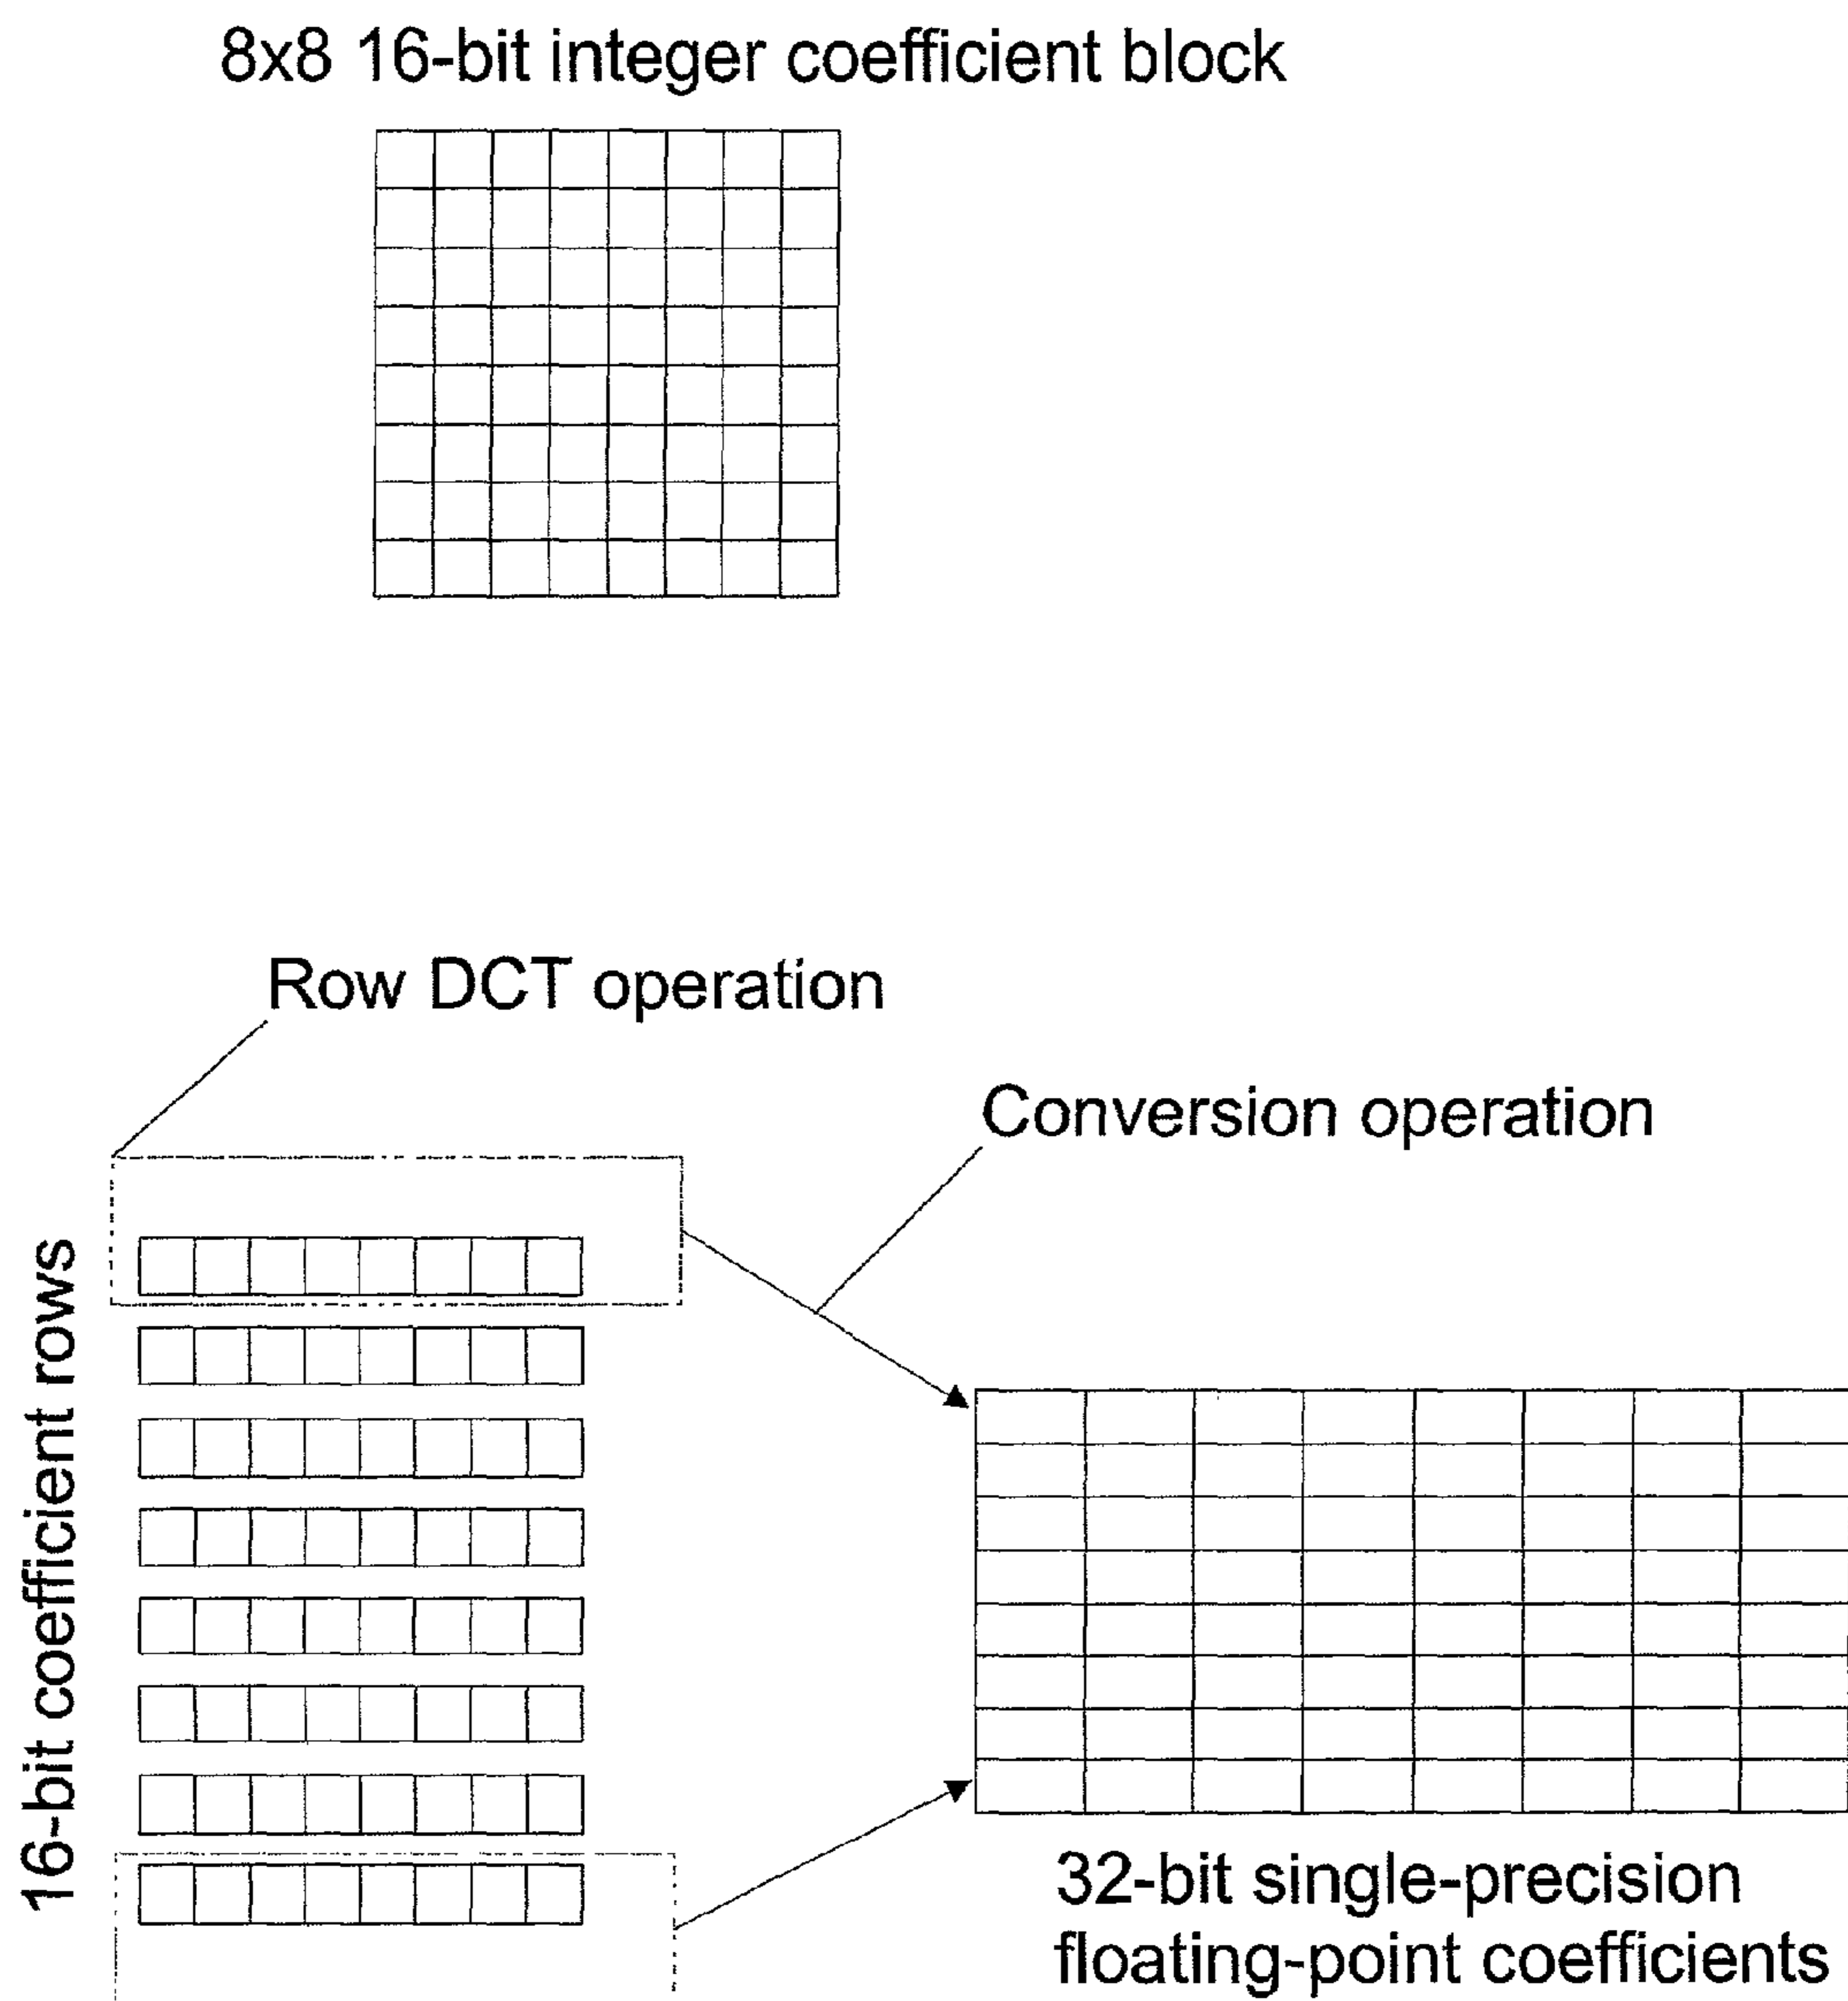 8x8 16-bit integer coefficient block
Row DCT operation
Conversion operation
16-bit coefficient rows
32-bit single-precision
floating-point coefficients